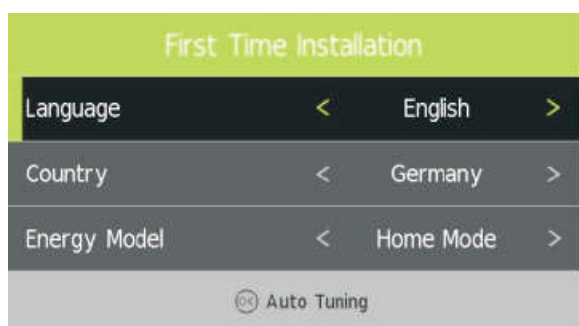 First Time Installation
Language < English >
Country < Germany >
Energy Model < Home Mode >
OK Auto Tuning